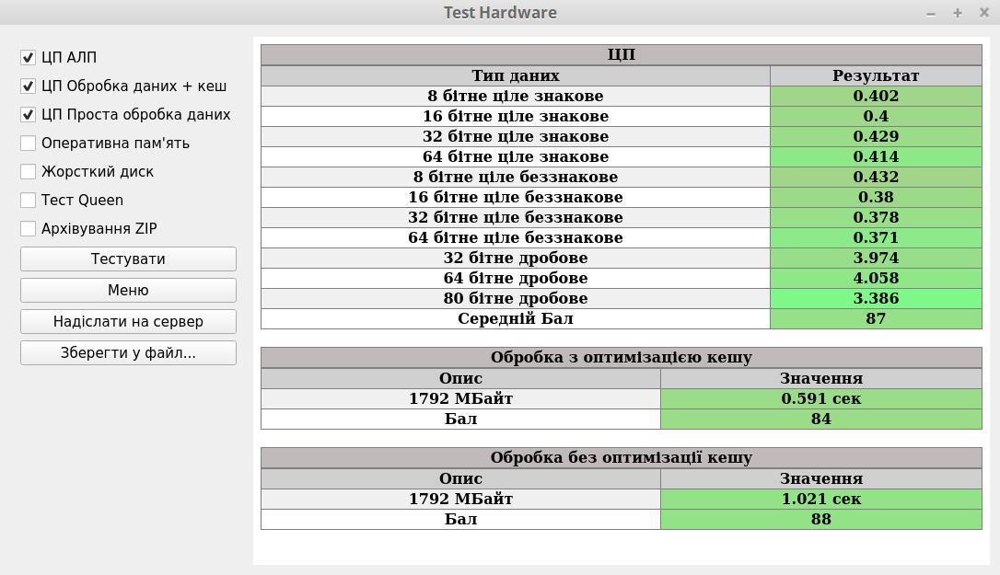 Test Hardware
ЦП АЛП
ЦП Обробка даних + кеш
ЦП Проста обробка даних
Оперативна пам'ять
Жорсткий диск
Тест Queen
Архівування ZIP
Тестувати
Меню
Надіслати на сервер
Зберегти у файл...
ЦП
Тип даних Результат
8 бітне ціле знакове 0.402
16 бітне ціле знакове 0.4
32 бітне ціле знакове 0.429
64 бітне ціле знакове 0.414
8 бітне ціле беззнакове 0.432
16 бітне ціле беззнакове 0.38
32 бітне ціле беззнакове 0.378
64 бітне ціле беззнакове 0.371
32 бітне дробове 3.974
64 бітне дробове 4.058
80 бітне дробове 3.386
Середній Бал 87
Обробка з оптимізацією кешу
Опис Значення
1792 МБайт 0.591 сек
Бал 84
Обробка без оптимізації кешу
Опис Значення
1792 МБайт 1.021 сек
Бал 88